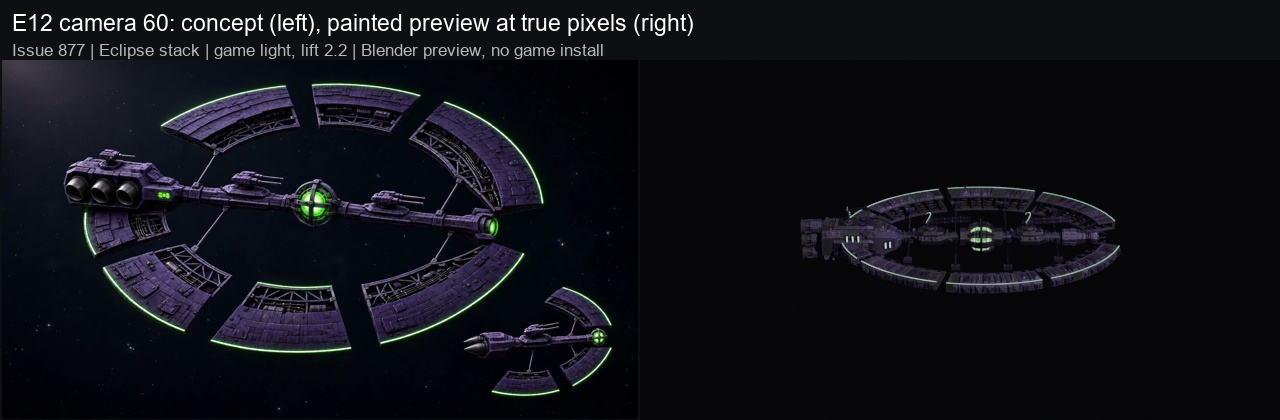 E12 camera 60: concept (left), painted preview at true pixels (right)
Issue 877 | Eclipse stack | game light, lift 2.2 | Blender preview, no game install